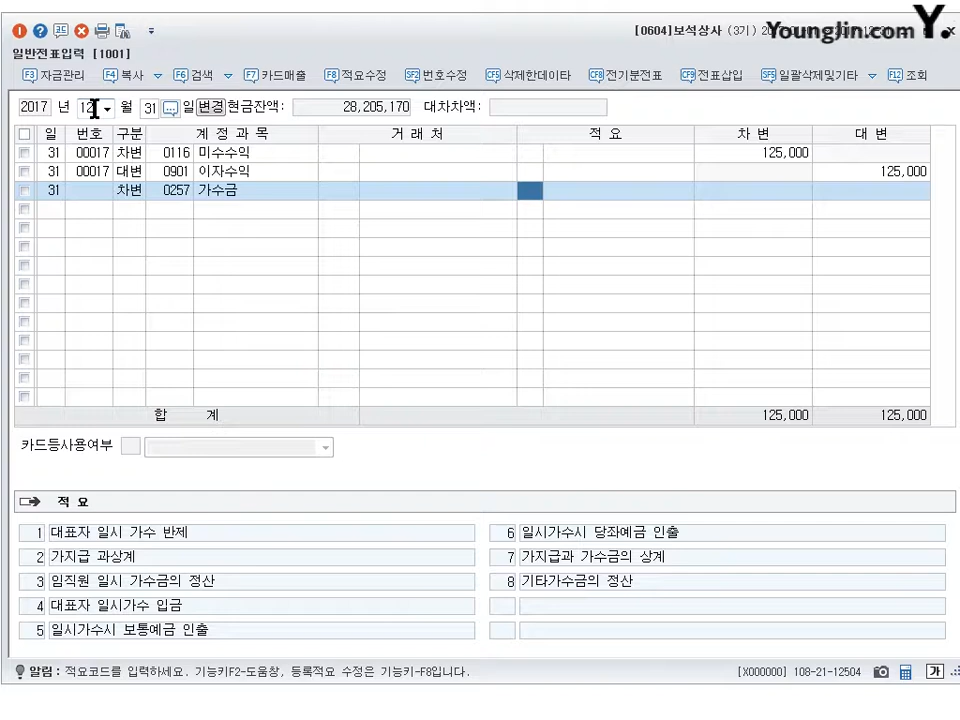 [0604]보석상사 (3기)
Younglin.com Y.
일반전표입력 [1001]
F3 자금관리 F4 복사 F6 검색 F7 카드매출 F8 적요수정 SF2 번호수정 CF5 삭제한데이타 CF8 전기분전표 CF9 전표삽입 SF5 일괄삭제및기타 F12 조회
2017 년 12 월 31 일 변경 현금잔액: 28,205,170 대차차액:
일 번호 구분 계 정 과 목 거 래 처 적 요 차 변 대 변
31 00017 차변 0116 미수수익 125,000
31 00017 대변 0901 이자수익 125,000
31 차변 0257 가수금
합 계 125,000 125,000
카드등사용여부
적 요
1 대표자 일시 가수 반제
6 일시가수시 당좌예금 인출
2 가지급 과상계
7 가지급과 가수금의 상계
3 임직원 일시 가수금의 정산
8 기타가수금의 정산
4 대표자 일시가수 입금
5 일시가수시 보통예금 인출
알림 : 적요코드를 입력하세요. 기능키F2-도움창, 등록적요 수정은 기능키-F8입니다. [X000000] 108-21-12504 가